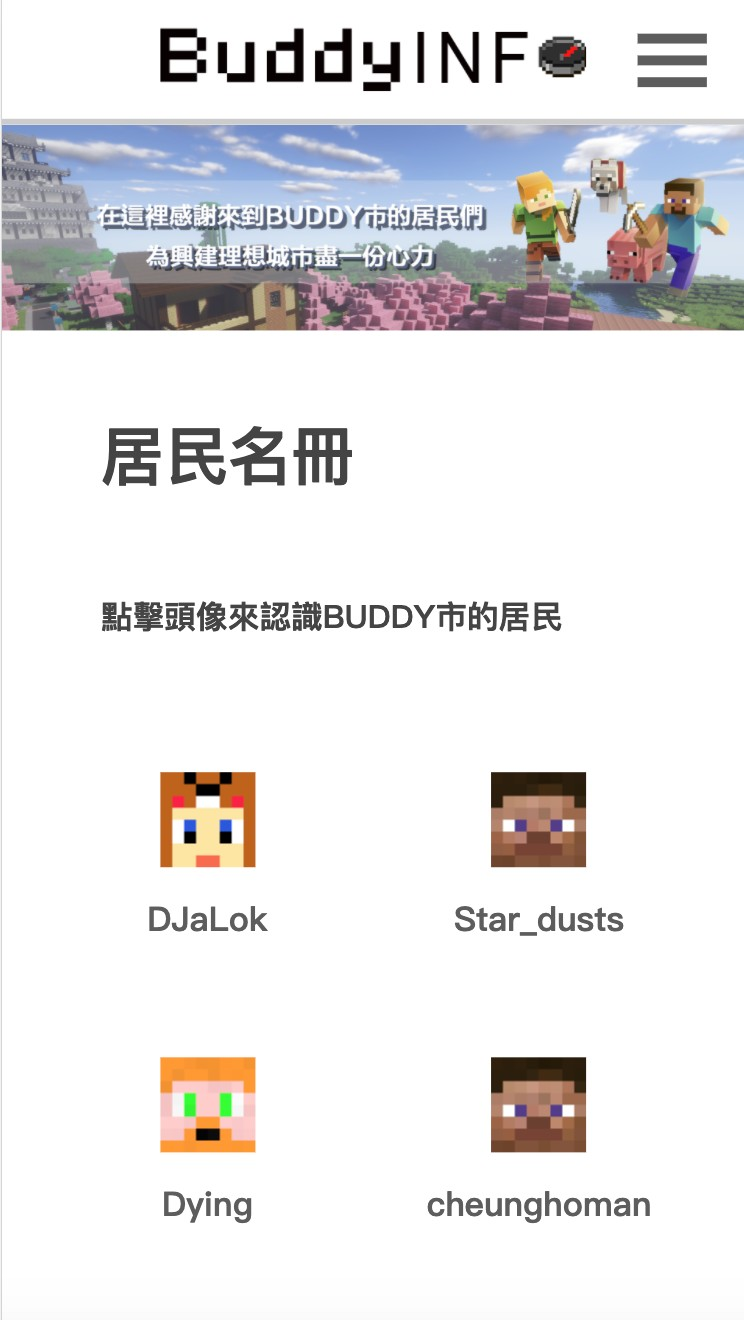 BuddyINF
在這裡感謝來到BUDDY市的居民們
為興建理想城市盡一份心力
居民名冊
點擊頭像來認識BUDDY市的居民
DJaLok
Star_dusts
Dying
cheunghoman